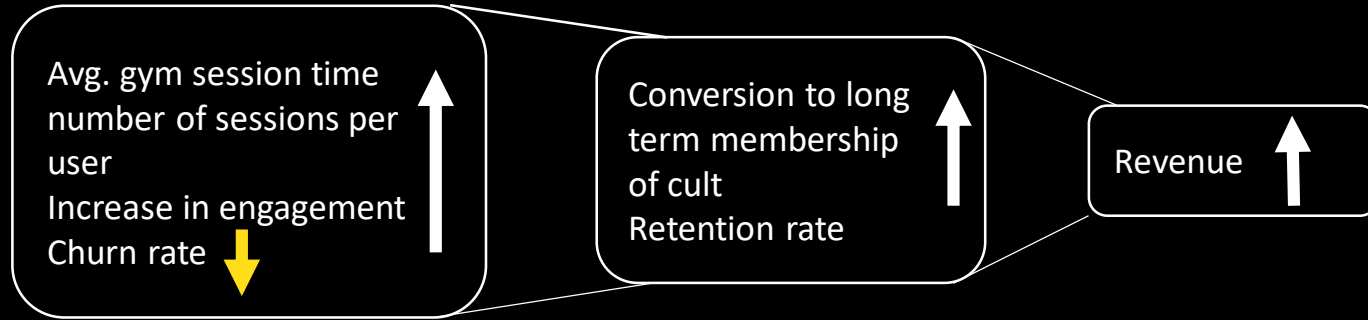 Avg. gym session time
number of sessions per
user
Increase in engagement
Churn rate
Conversion to long
term membership
of cult
Retention rate
Revenue